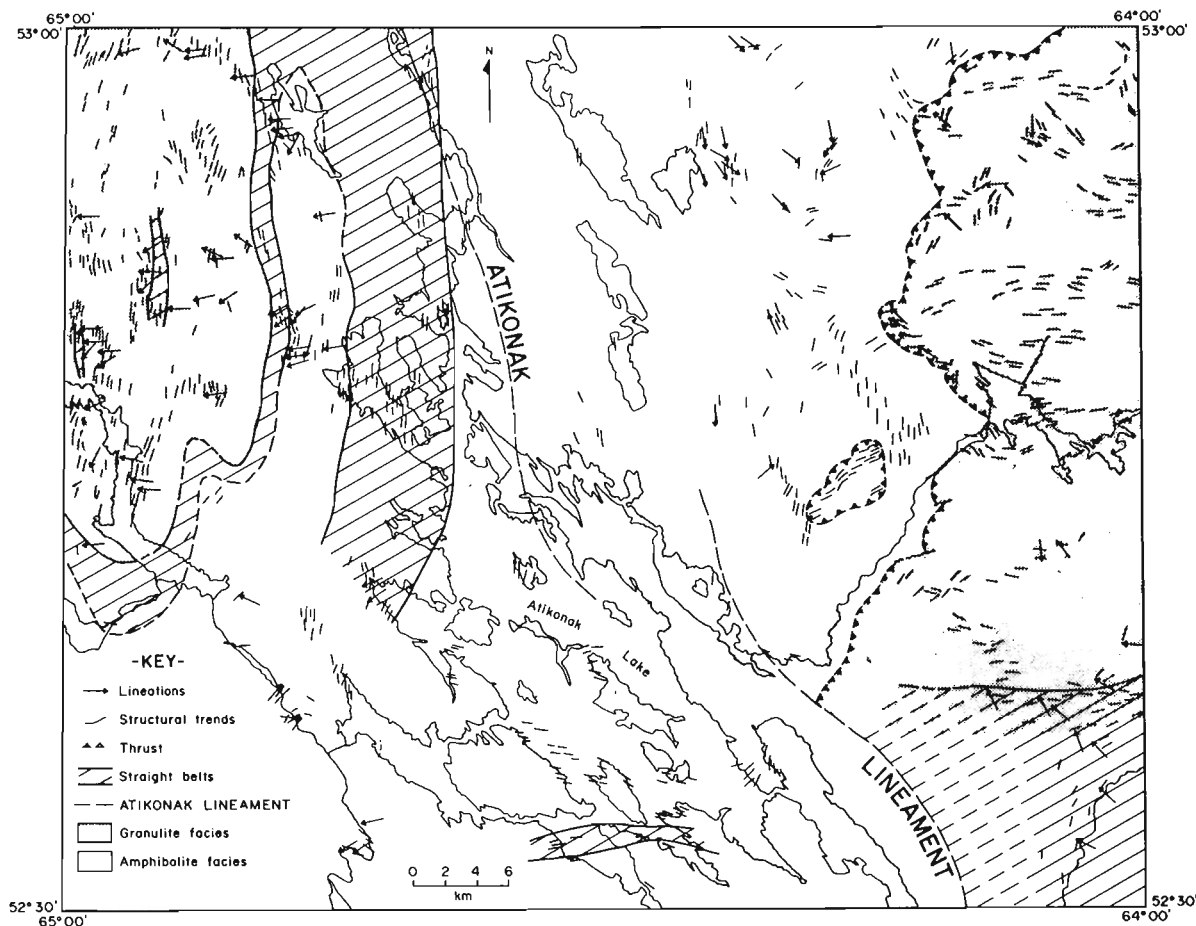 65°00'
64°00'
53°00'
53°00'
N
ATIKONAK
Atikonak
Lake
-KEY-
Lineations
Structural trends
Thrust
Straight belts
ATIKONAK LINEAMENT
Granulite facies
Amphibalite facies
LINEAMENT
0 2 4 6
km
52°30'
52°30'
65°00'
64°00'